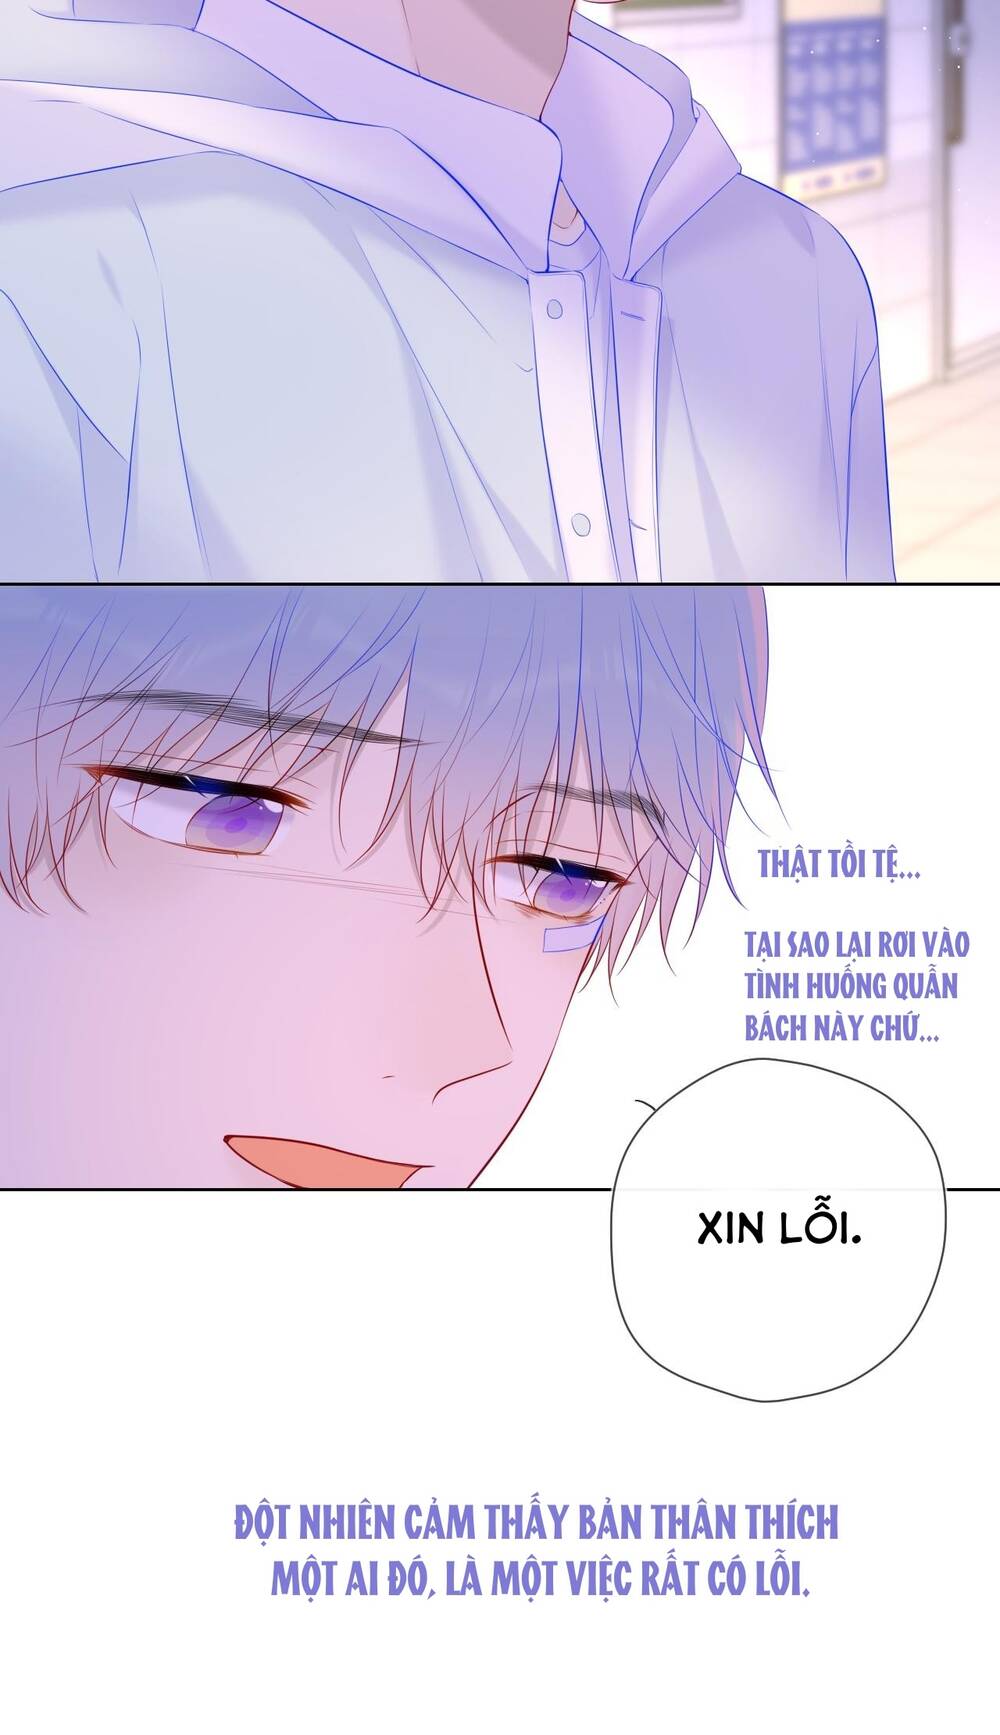 THẬT TỒI TỆ...
TẠI SAO LẠI RƠI VÀO
TÌNH HUỐNG QUẪN
BÁCH NÀY CHỨ...
XIN LỖI.
ĐỘT NHIÊN CẢM THẤY BẢN THÂN THÍCH
MỘT AI ĐÓ, LÀ MỘT VIỆC RẤT CÓ LỖI.